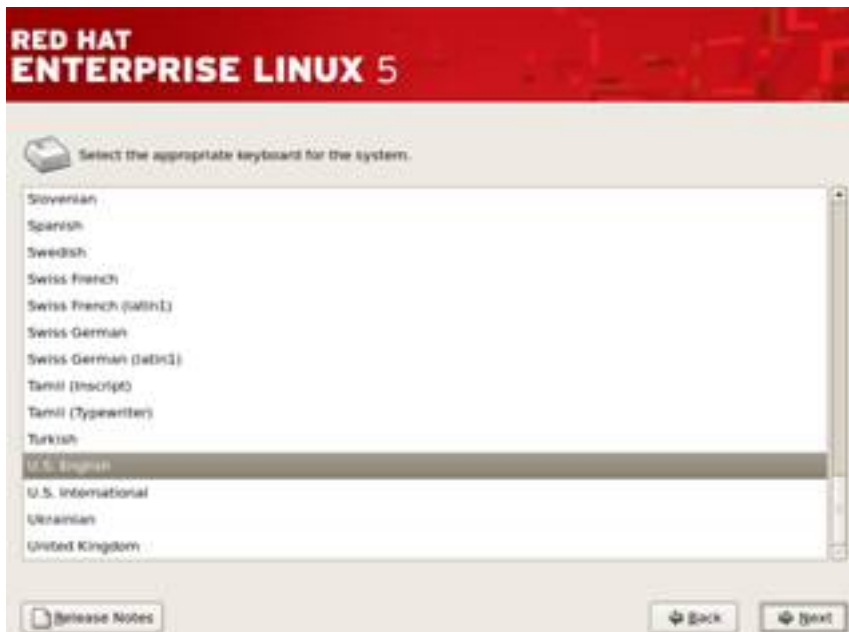 RED HAT
ENTERPRISE LINUX 5
Select the appropriate keyboard for the system.
Slovenian
Spanish
Swedish
Swiss French
Swiss French (latin1)
Swiss German
Swiss German (latin1)
Tamil (Inscript)
Tamil (Typewriter)
Turkish
U.S. English
U.S. International
Ukrainian
United Kingdom
Release Notes
Back
Next